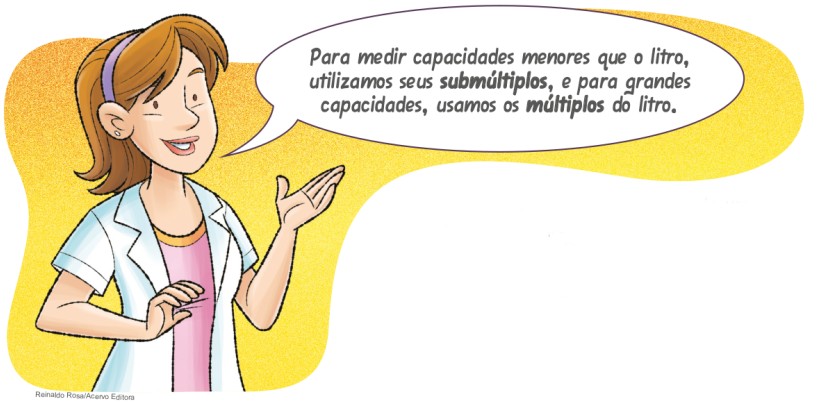 Para medir capacidades menores que o litro,
utilizamos seus submúltiplos, e para grandes
capacidades, usamos os múltiplos do litro.
Reinaldo Rosa/Acervo Editora